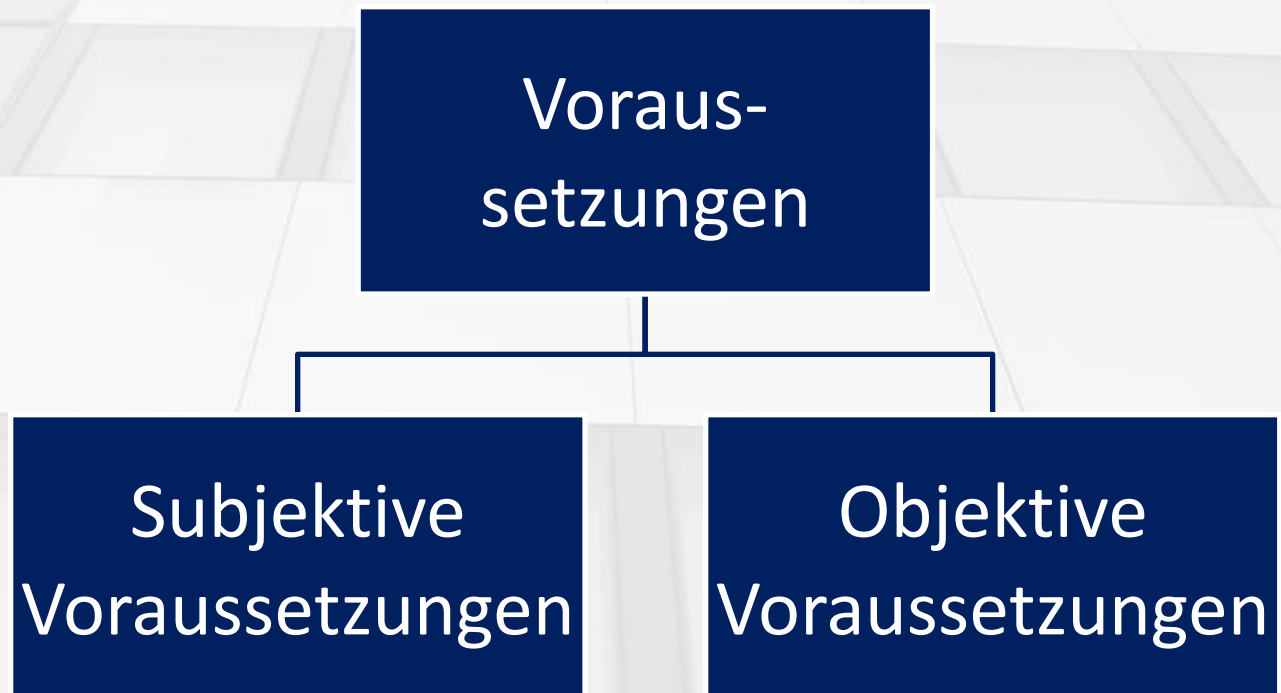 Voraus-
setzungen
Subjektive
Voraussetzungen
Objektive
Voraussetzungen